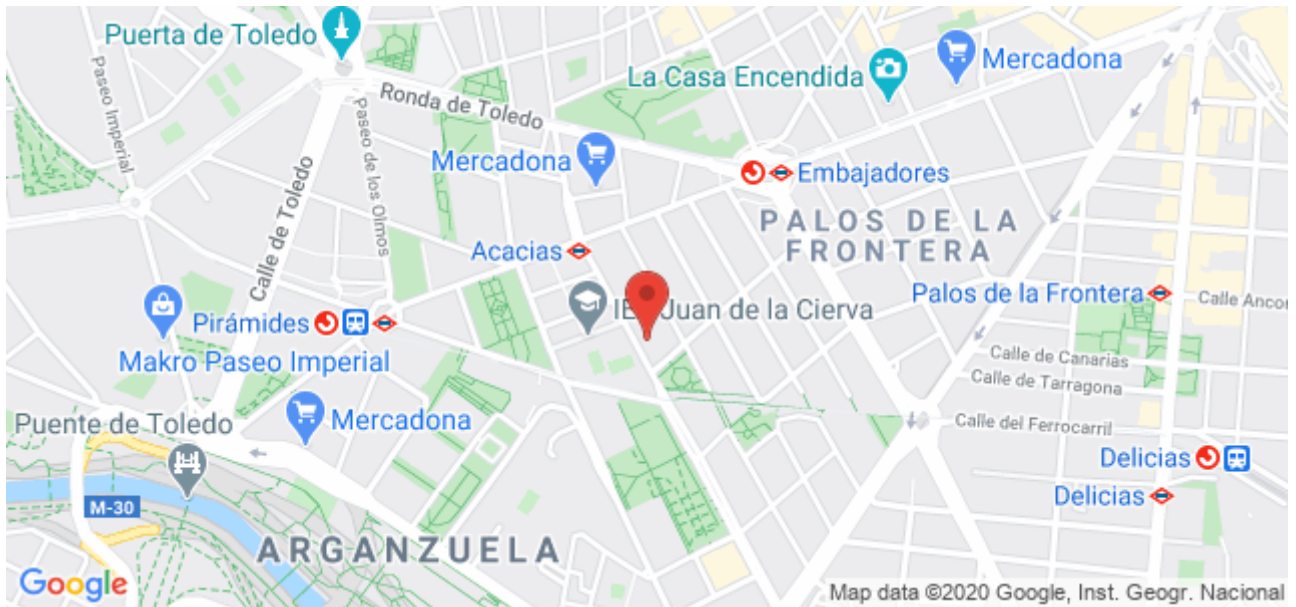 Puerta de Toledo
La Casa Encendida
Mercadona
Paseo Imperial
Ronda de Toledo
Paseo de los Olmos
Mercadona
Embajadores
Calle de Toledo
PALOS DE LA
FRONTERA
Acacias
Palos de la Frontera
Calle Ancor
Juan de la Cierva
Pirámides
Makro Paseo Imperial
Calle de Canarias
Calle de Tarragona
Mercadona
Puente de Toledo
Calle del Ferrocarril
Delicias
Delicias
M-30
ARGANZUELA
Google
Map data ©2020 Google, Inst. Geogr. Nacional